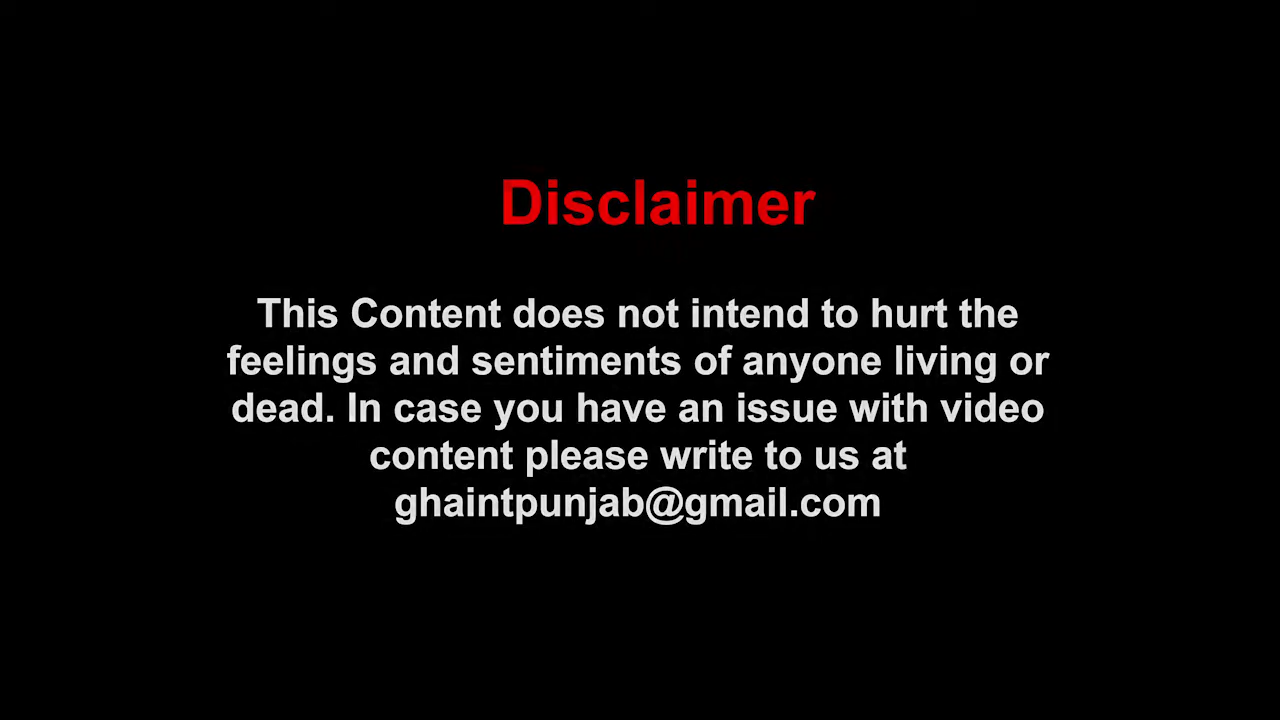 Disclaimer
This Content does not intend to hurt the
feelings and sentiments of anyone living or
dead. In case you have an issue with video
content please write to us at
ghaintpunjab@gmail.com